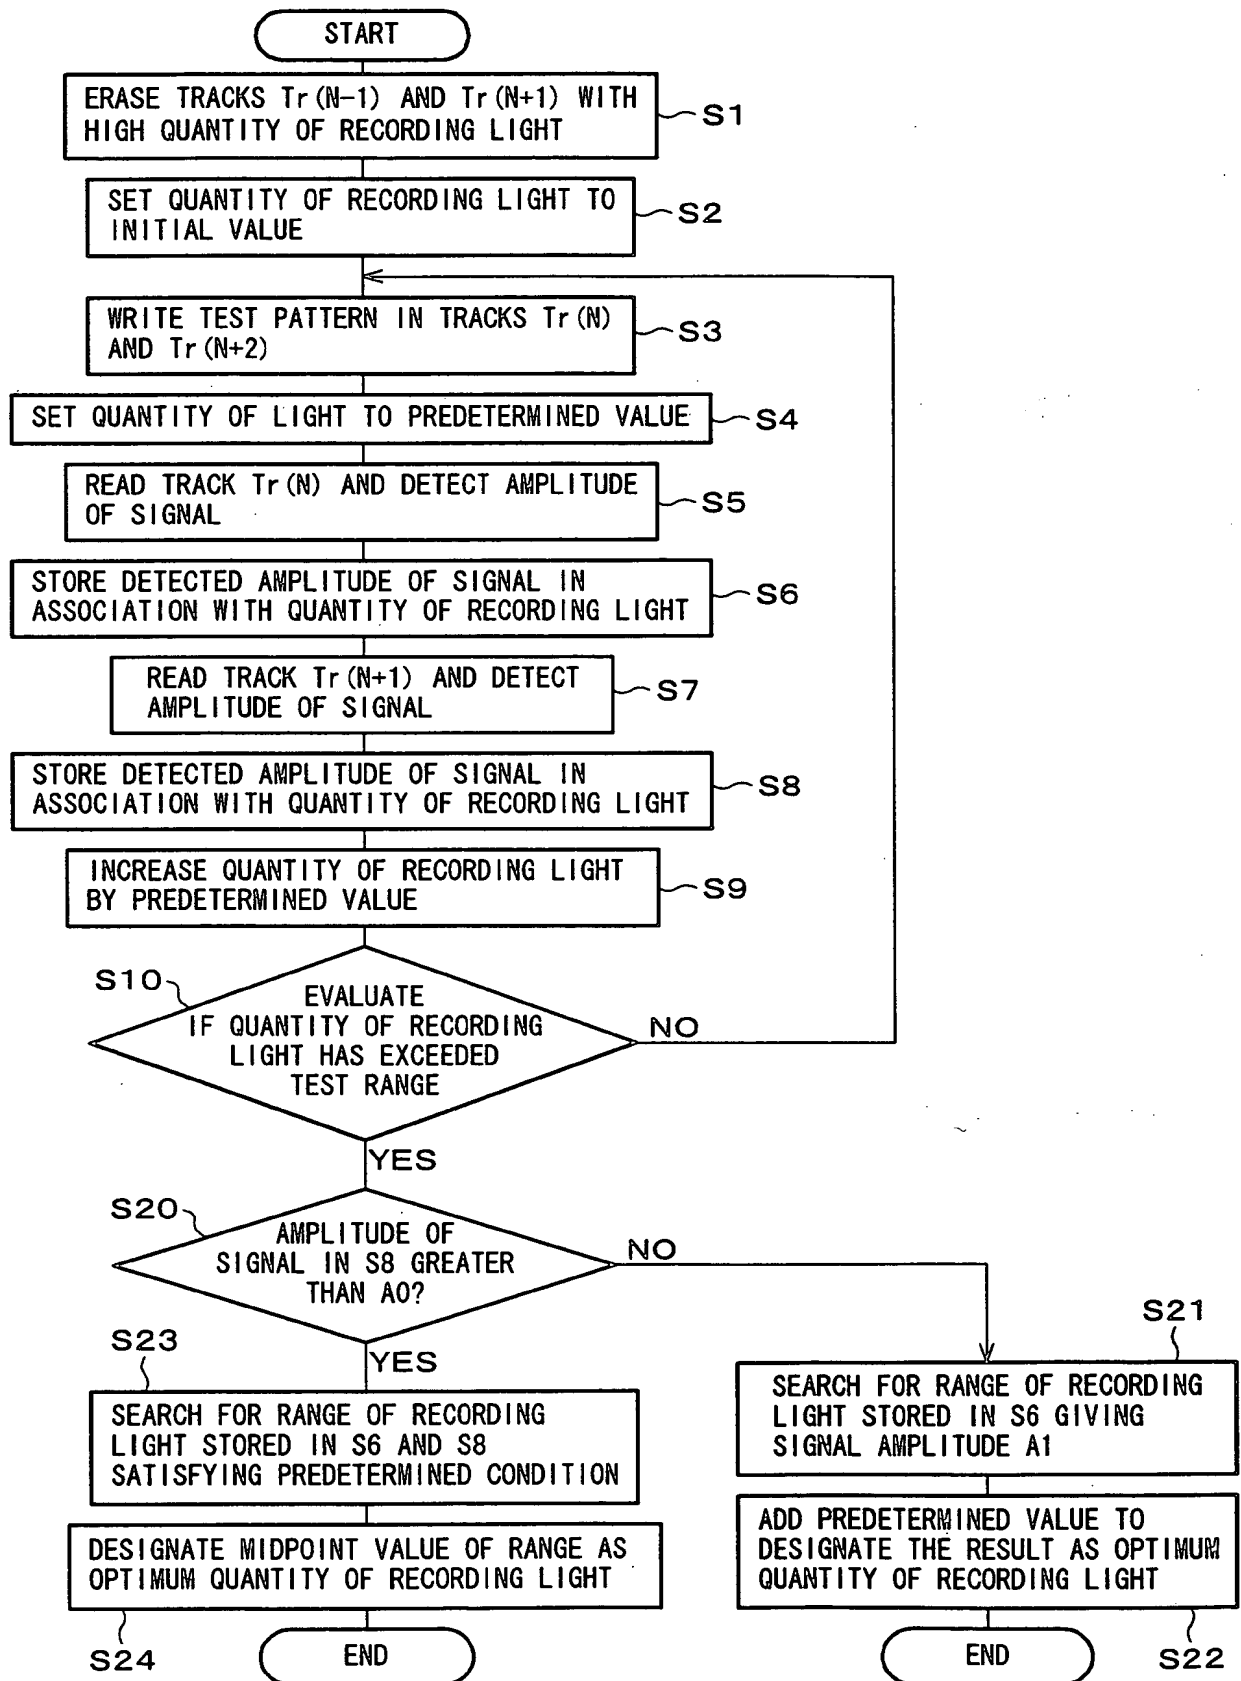 START
ERASE TRACKS Tr(N-1) AND Tr(N+1) WITH
HIGH QUANTITY OF RECORDING LIGHT
S1
SET QUANTITY OF RECORDING LIGHT TO
INITIAL VALUE
S2
WRITE TEST PATTERN IN TRACKS Tr(N)
AND Tr(N+2)
S3
SET QUANTITY OF LIGHT TO PREDETERMINED VALUE
S4
READ TRACK Tr(N) AND DETECT AMPLITUDE
OF SIGNAL
S5
STORE DETECTED AMPLITUDE OF SIGNAL IN
ASSOCIATION WITH QUANTITY OF RECORDING LIGHT
S6
READ TRACK Tr(N+1) AND DETECT
AMPLITUDE OF SIGNAL
S7
STORE DETECTED AMPLITUDE OF SIGNAL IN
ASSOCIATION WITH QUANTITY OF RECORDING LIGHT
S8
INCREASE QUANTITY OF RECORDING LIGHT
BY PREDETERMINED VALUE
S9
S10
EVALUATE
IF QUANTITY OF RECORDING
LIGHT HAS EXCEEDED
TEST RANGE
NO
YES
S20
AMPLITUDE OF
SIGNAL IN S8 GREATER
THAN A0?
NO
YES
S23
SEARCH FOR RANGE OF RECORDING
LIGHT STORED IN S6 AND S8
SATISFYING PREDETERMINED CONDITION
DESIGNATE MIDPOINT VALUE OF RANGE AS
OPTIMUM QUANTITY OF RECORDING LIGHT
S24
END
S21
SEARCH FOR RANGE OF RECORDING
LIGHT STORED IN S6 GIVING
SIGNAL AMPLITUDE A1
ADD PREDETERMINED VALUE TO
DESIGNATE THE RESULT AS OPTIMUM
QUANTITY OF RECORDING LIGHT
S22
END